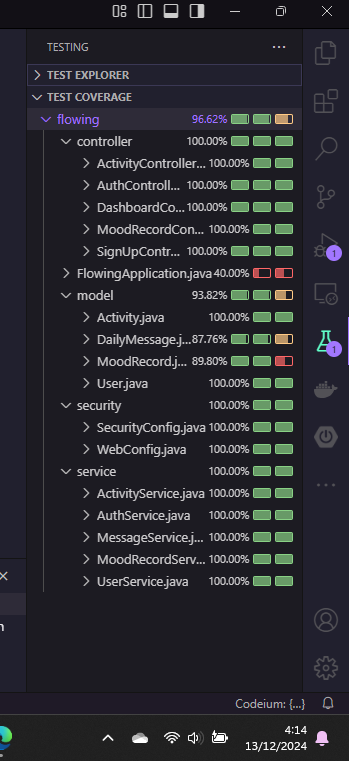 TESTING
TEST EXPLORER
TEST COVERAGE
flowing 96.62%
controller 100.00%
ActivityController... 100.00%
AuthControll... 100.00%
DashboardCo... 100.00%
MoodRecordCon... 100.00%
SignUpContr... 100.00%
FlowingApplication.java 40.00%
model 93.82%
Activity.java 100.00%
DailyMessage.j... 87.76%
MoodRecord.j... 89.80%
User.java 100.00%
security 100.00%
SecurityConfig.java 100.00%
WebConfig.java 100.00%
service 100.00%
ActivityService.java 100.00%
AuthService.java 100.00%
MessageService.j... 100.00%
MoodRecordServ... 100.00%
UserService.java 100.00%
1
1
Codeium: {...}
4:14
13/12/2024